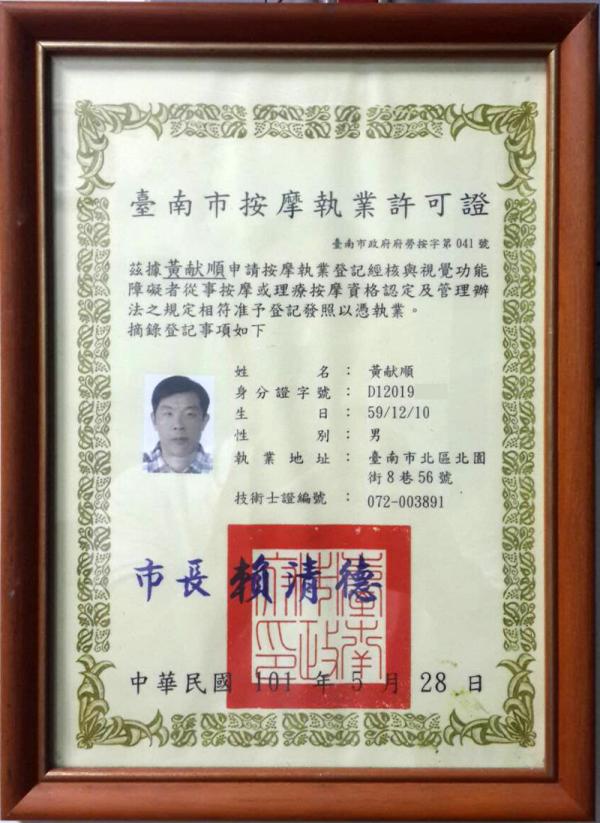 臺南市按摩執業許可證
臺南市政府府勞按字第041號
茲據黃献順申請按摩執業登記經核與視覺功能
障礙者從事按摩或理療按摩資格認定及管理辦
法之規定相符准予登記發照以憑執業。
摘錄登記事項如下
姓名：黃献順
身分證字號：D12019
生日：59/12/10
性別：男
執業地址：臺南市北區北園
街8巷56號
技術士證編號：072-003891
市長 賴清德
臺南市政府印
中華民國 101 年 5 月 28 日